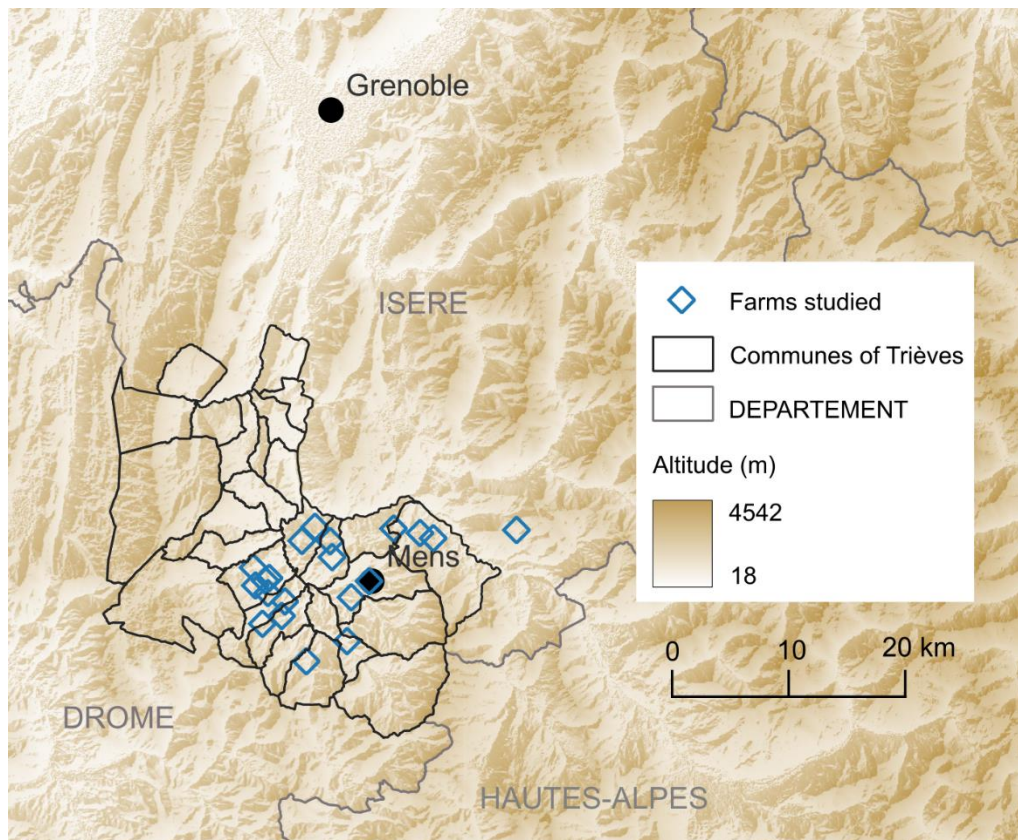 Grenoble
ISERE
Farms studied
Communes of Trièves
DEPARTEMENT
Altitude (m)
4542
18
Mens
0 10 20 km
DROME
HAUTES-ALPES